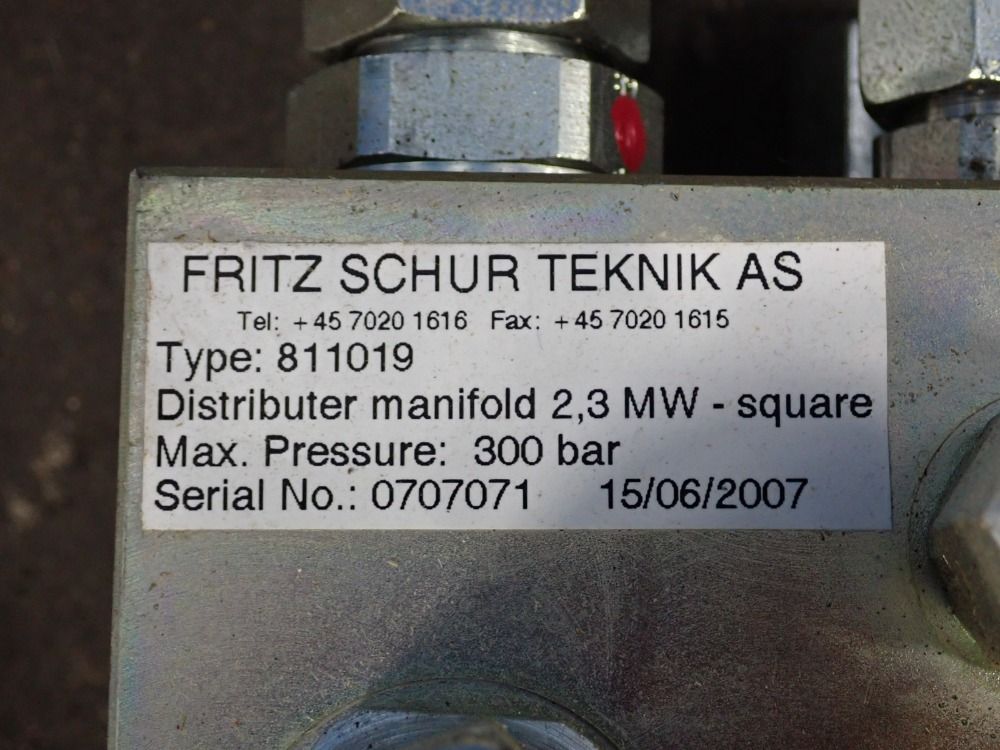 FRITZ SCHUR TEKNIK AS
Tel: +45 7020 1616 Fax: +45 7020 1615
Type: 811019
Distributer manifold 2,3 MW - square
Max. Pressure: 300 bar
Serial No.: 0707071 15/06/2007